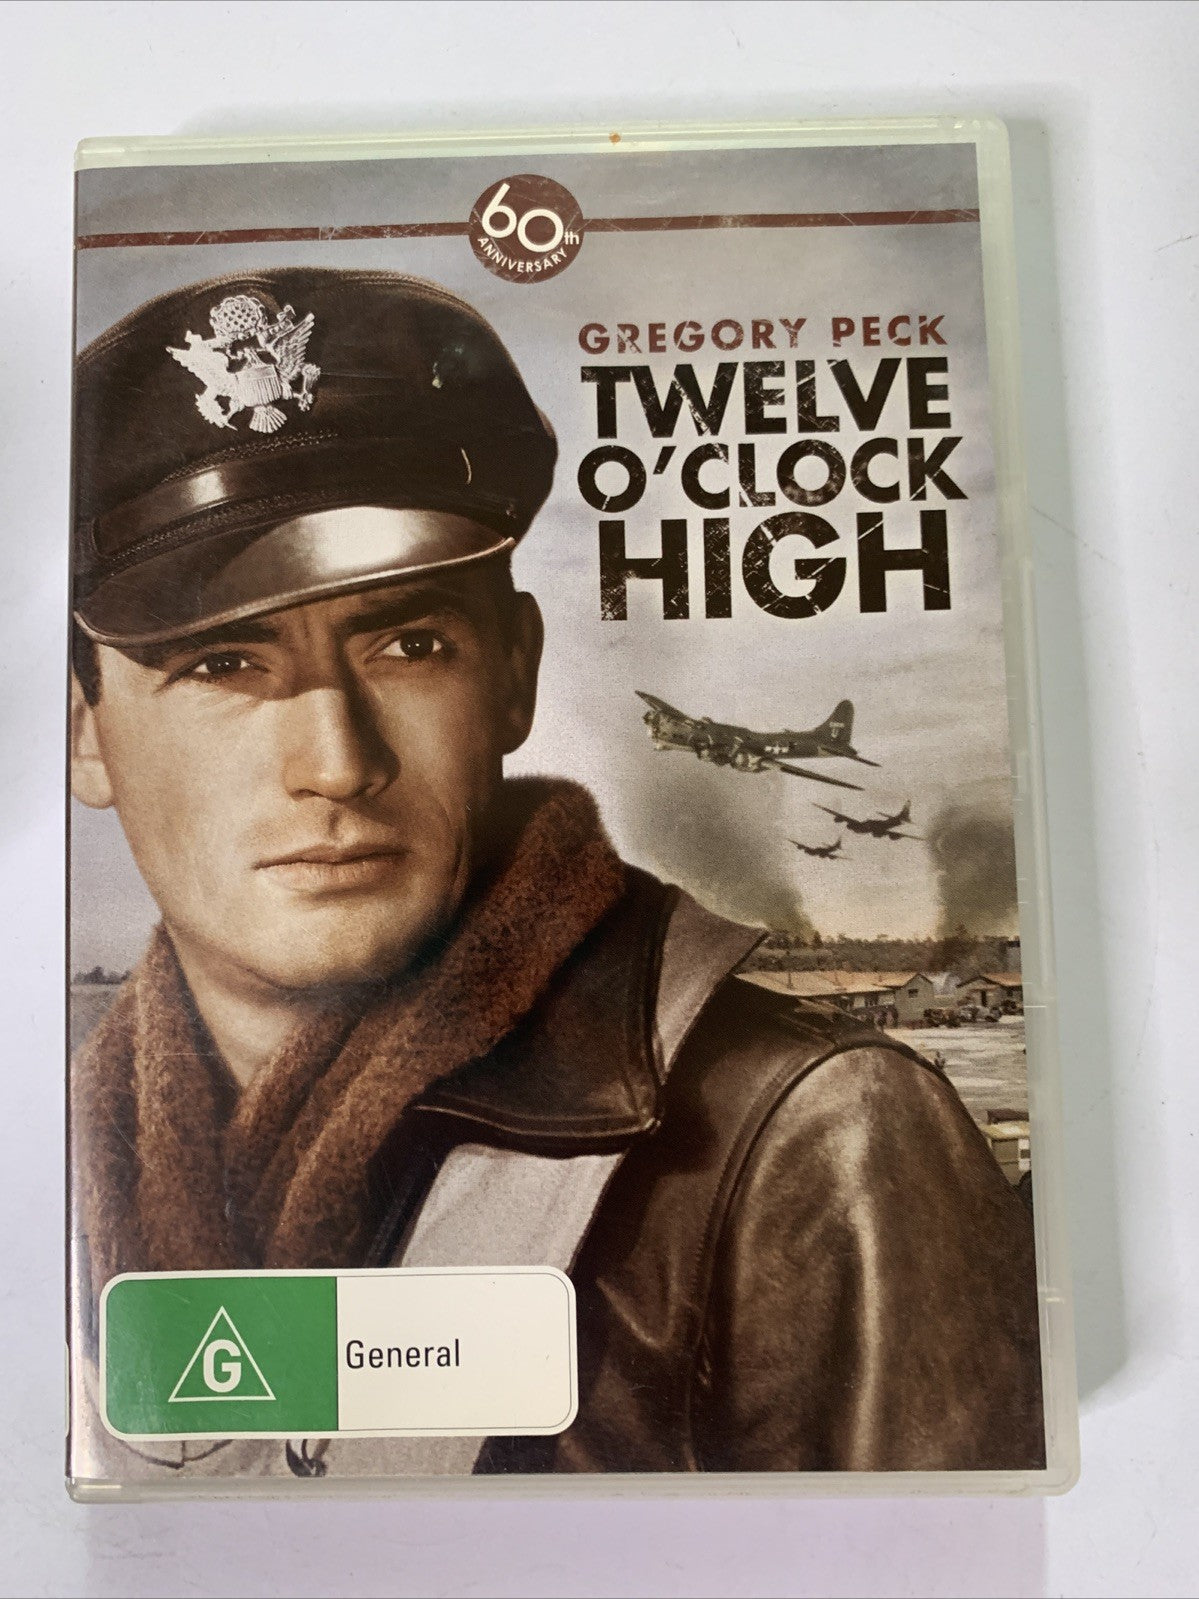 60th
ANNIVERSARY
GREGORY PECK
TWELVE
O'CLOCK
HIGH
G
General